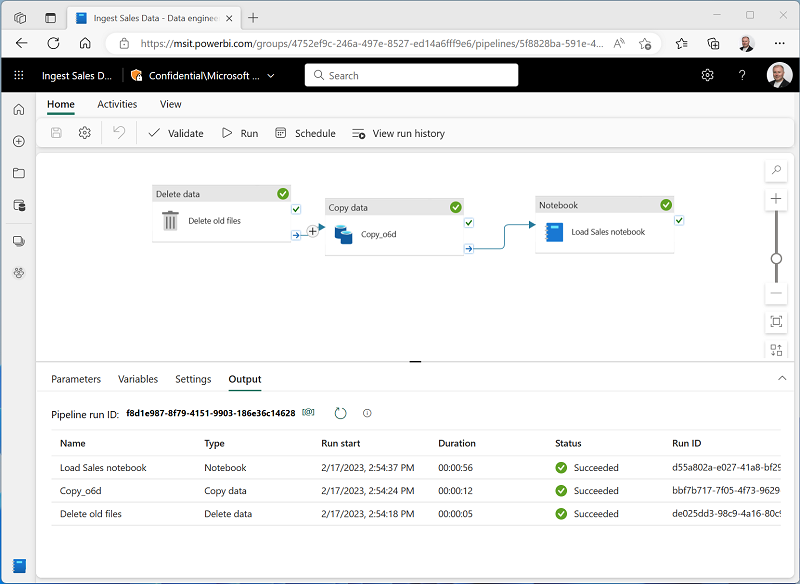 Ingest Sales Data - Data enginee
https://msit.powerbi.com/groups/4752ef9c-246a-497e-8527-ed14a6fff9e6/pipelines/5f8828ba-591e-4...
Ingest Sales D... Confidential\Microsoft ... Search ?
Home Activities View
Validate Run Schedule View run history
Delete data
Delete old files
Copy data
Copy_o6d
Notebook
Load Sales notebook
Parameters Variables Settings Output
Pipeline run ID: f8d1e987-8f79-4151-9903-186e36c14628
Name Type Run start Duration Status Run ID
Load Sales notebook Notebook 2/17/2023, 2:54:37 PM 00:00:56 Succeeded d55a802a-e027-41a8-bf29
Copy_o6d Copy data 2/17/2023, 2:54:24 PM 00:00:12 Succeeded bbf7b717-7f05-4f73-9629
Delete old files Delete data 2/17/2023, 2:54:18 PM 00:00:05 Succeeded de025dd3-98c9-4a16-80c9